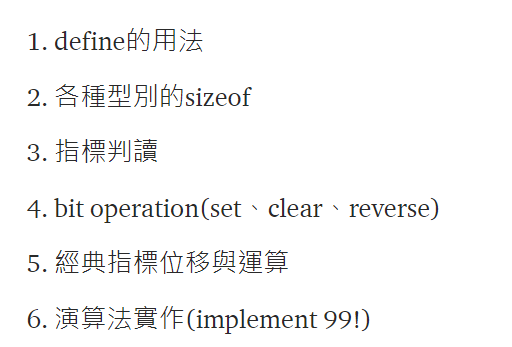 1. define的用法
2. 各種型別的sizeof
3. 指標判讀
4. bit operation(set、clear、reverse)
5. 經典指標位移與運算
6. 演算法實作(implement 99!)